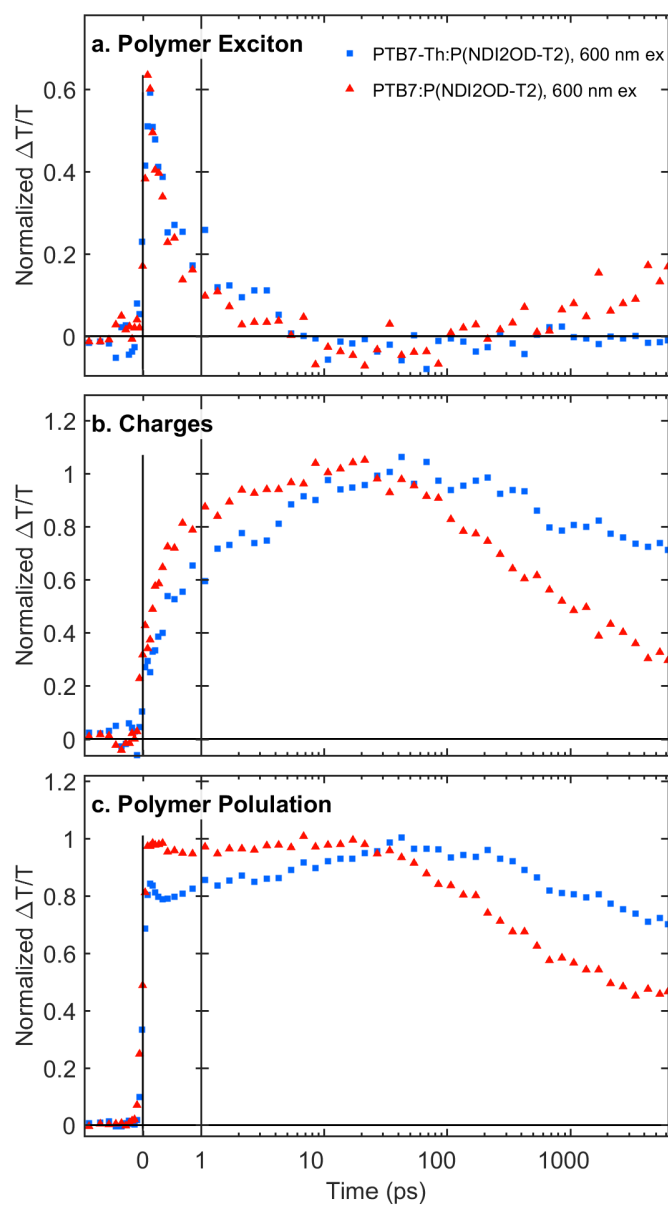 a. Polymer Exciton
PTB7-Th:P(NDI2OD-T2), 600 nm ex
PTB7:P(NDI2OD-T2), 600 nm ex
Normalized ΔT/T
0.6
0.4
0.2
0
b. Charges
Normalized ΔT/T
1.2
1
0.8
0.6
0.4
0.2
0
c. Polymer Polulation
Normalized ΔT/T
1.2
1
0.8
0.6
0.4
0.2
0
0 1 10 100 1000
Time (ps)